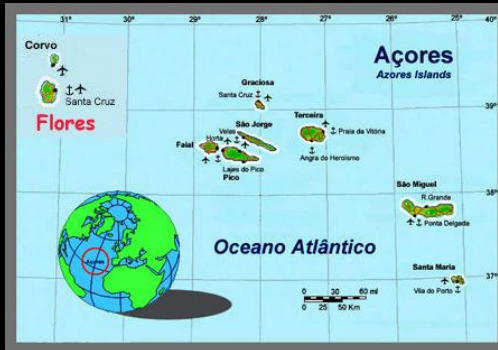 31°
30°
29°
28°
27°
26°
25°
Corvo
Santa Cruz
Flores
Açores
Azores Islands
Graciosa
Santa Cruz
39°
São Jorge
Velas
Terceira
Praia da Vitória
Angra do Heroísmo
Faial
Horta
Lajes do Pico
Pico
38°
São Miguel
R.Grande
Ponta Delgada
Oceano Atlântico
Açores
Santa Maria
37°
Vila do Porto
0 30 60 ml
0 25 50 Km